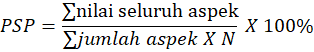 PSP = ∑nilai seluruh aspek / ∑jumlah aspek X N X 100%